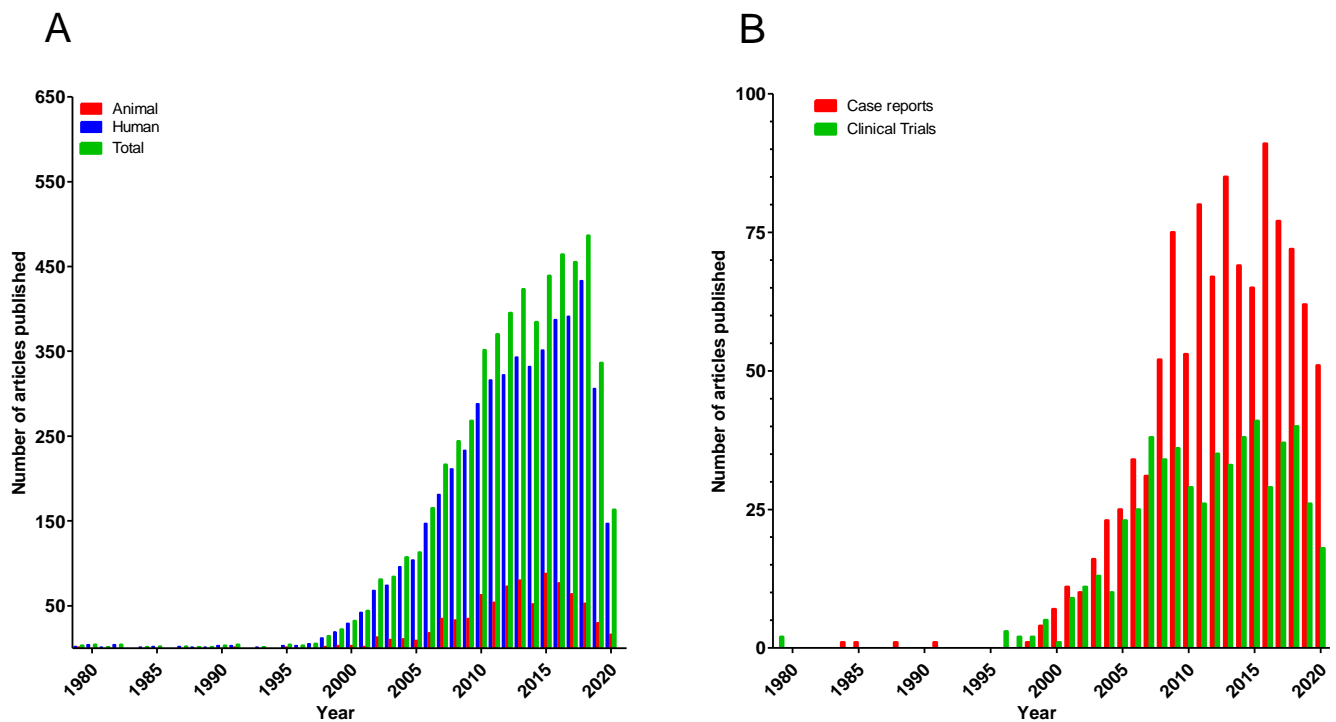 A
650
550
450
350
250
150
50
Number of articles published
Animal
Human
Total
1980
1985
1990
1995
2000
2005
2010
2015
2020
Year
B
100
75
50
25
0
Number of articles published
Case reports
Clinical Trials
1980
1985
1990
1995
2000
2005
2010
2015
2020
Year